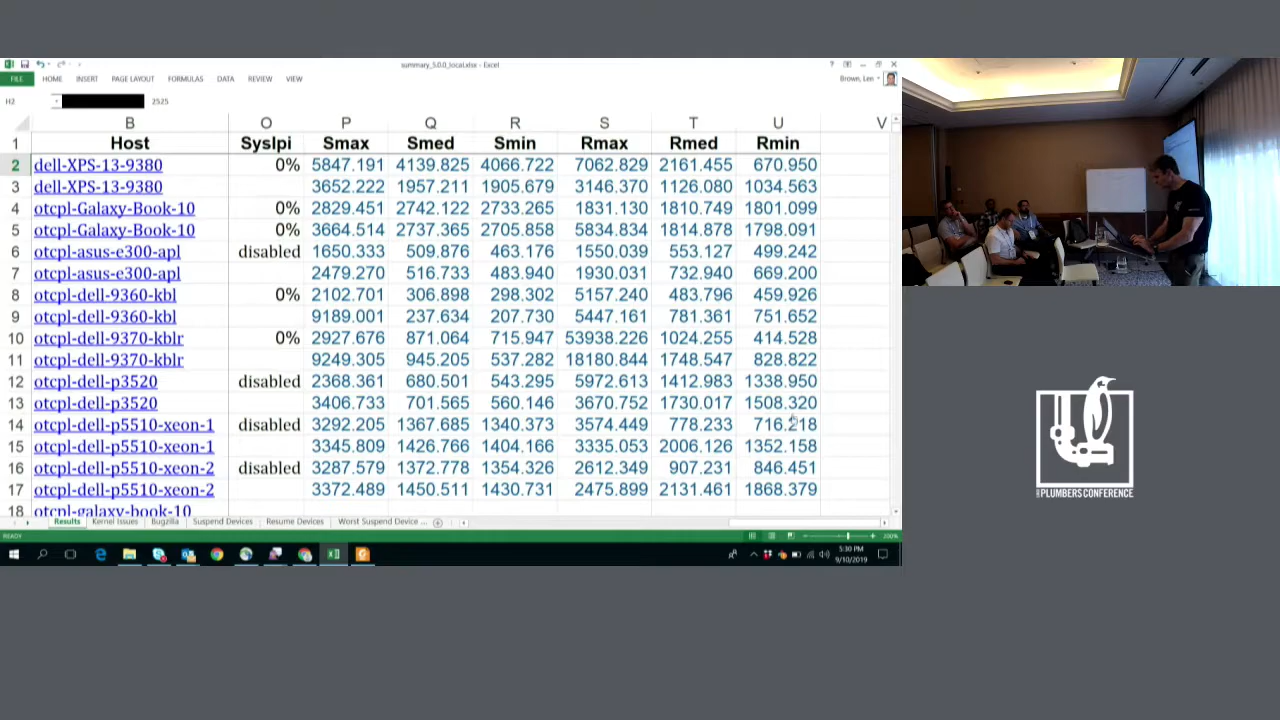 summary_5.0.0_local.xlsx - Excel
FILE HOME INSERT PAGE LAYOUT FORMULAS DATA REVIEW VIEW
Brown, Len
H2 2525
B O P Q R S T U V
1 Host SysIpi Smax Smed Smin Rmax Rmed Rmin
2 dell-XPS-13-9380 0% 5847.191 4139.825 4066.722 7062.829 2161.455 670.950
3 dell-XPS-13-9380 3652.222 1957.211 1905.679 3146.370 1126.080 1034.563
4 otcpl-Galaxy-Book-10 0% 2829.451 2742.122 2733.265 1831.130 1810.749 1801.099
5 otcpl-Galaxy-Book-10 0% 3664.514 2737.365 2705.858 5834.834 1814.878 1798.091
6 otcpl-asus-e300-apl disabled 1650.333 509.876 463.176 1550.039 553.127 499.242
7 otcpl-asus-e300-apl 2479.270 516.733 483.940 1930.031 732.940 669.200
8 otcpl-dell-9360-kbl 0% 2102.701 306.898 298.302 5157.240 483.796 459.926
9 otcpl-dell-9360-kbl 9189.001 237.634 207.730 5447.161 781.361 751.652
10 otcpl-dell-9370-kblr 0% 2927.676 871.064 715.947 53938.226 1024.255 414.528
11 otcpl-dell-9370-kblr 9249.305 945.205 537.282 18180.844 1748.547 828.822
12 otcpl-dell-p3520 disabled 2368.361 680.501 543.295 5972.613 1412.983 1338.950
13 otcpl-dell-p3520 3406.733 701.565 560.146 3670.752 1730.017 1508.320
14 otcpl-dell-p5510-xeon-1 disabled 3292.205 1367.685 1340.373 3574.449 778.233 716.218
15 otcpl-dell-p5510-xeon-1 3345.809 1426.766 1404.166 3335.053 2006.126 1352.158
16 otcpl-dell-p5510-xeon-2 disabled 3287.579 1372.778 1354.326 2612.349 907.231 846.451
17 otcpl-dell-p5510-xeon-2 3372.489 1450.511 1430.731 2475.899 2131.461 1868.379
18 otcpl-galaxy-book-10
Results Kernel Issues Bugzilla Suspend Devices Resume Devices Worst Suspend Device ...
READY 200%
5:30 PM
9/10/2019
PLUMBERS CONFERENCE